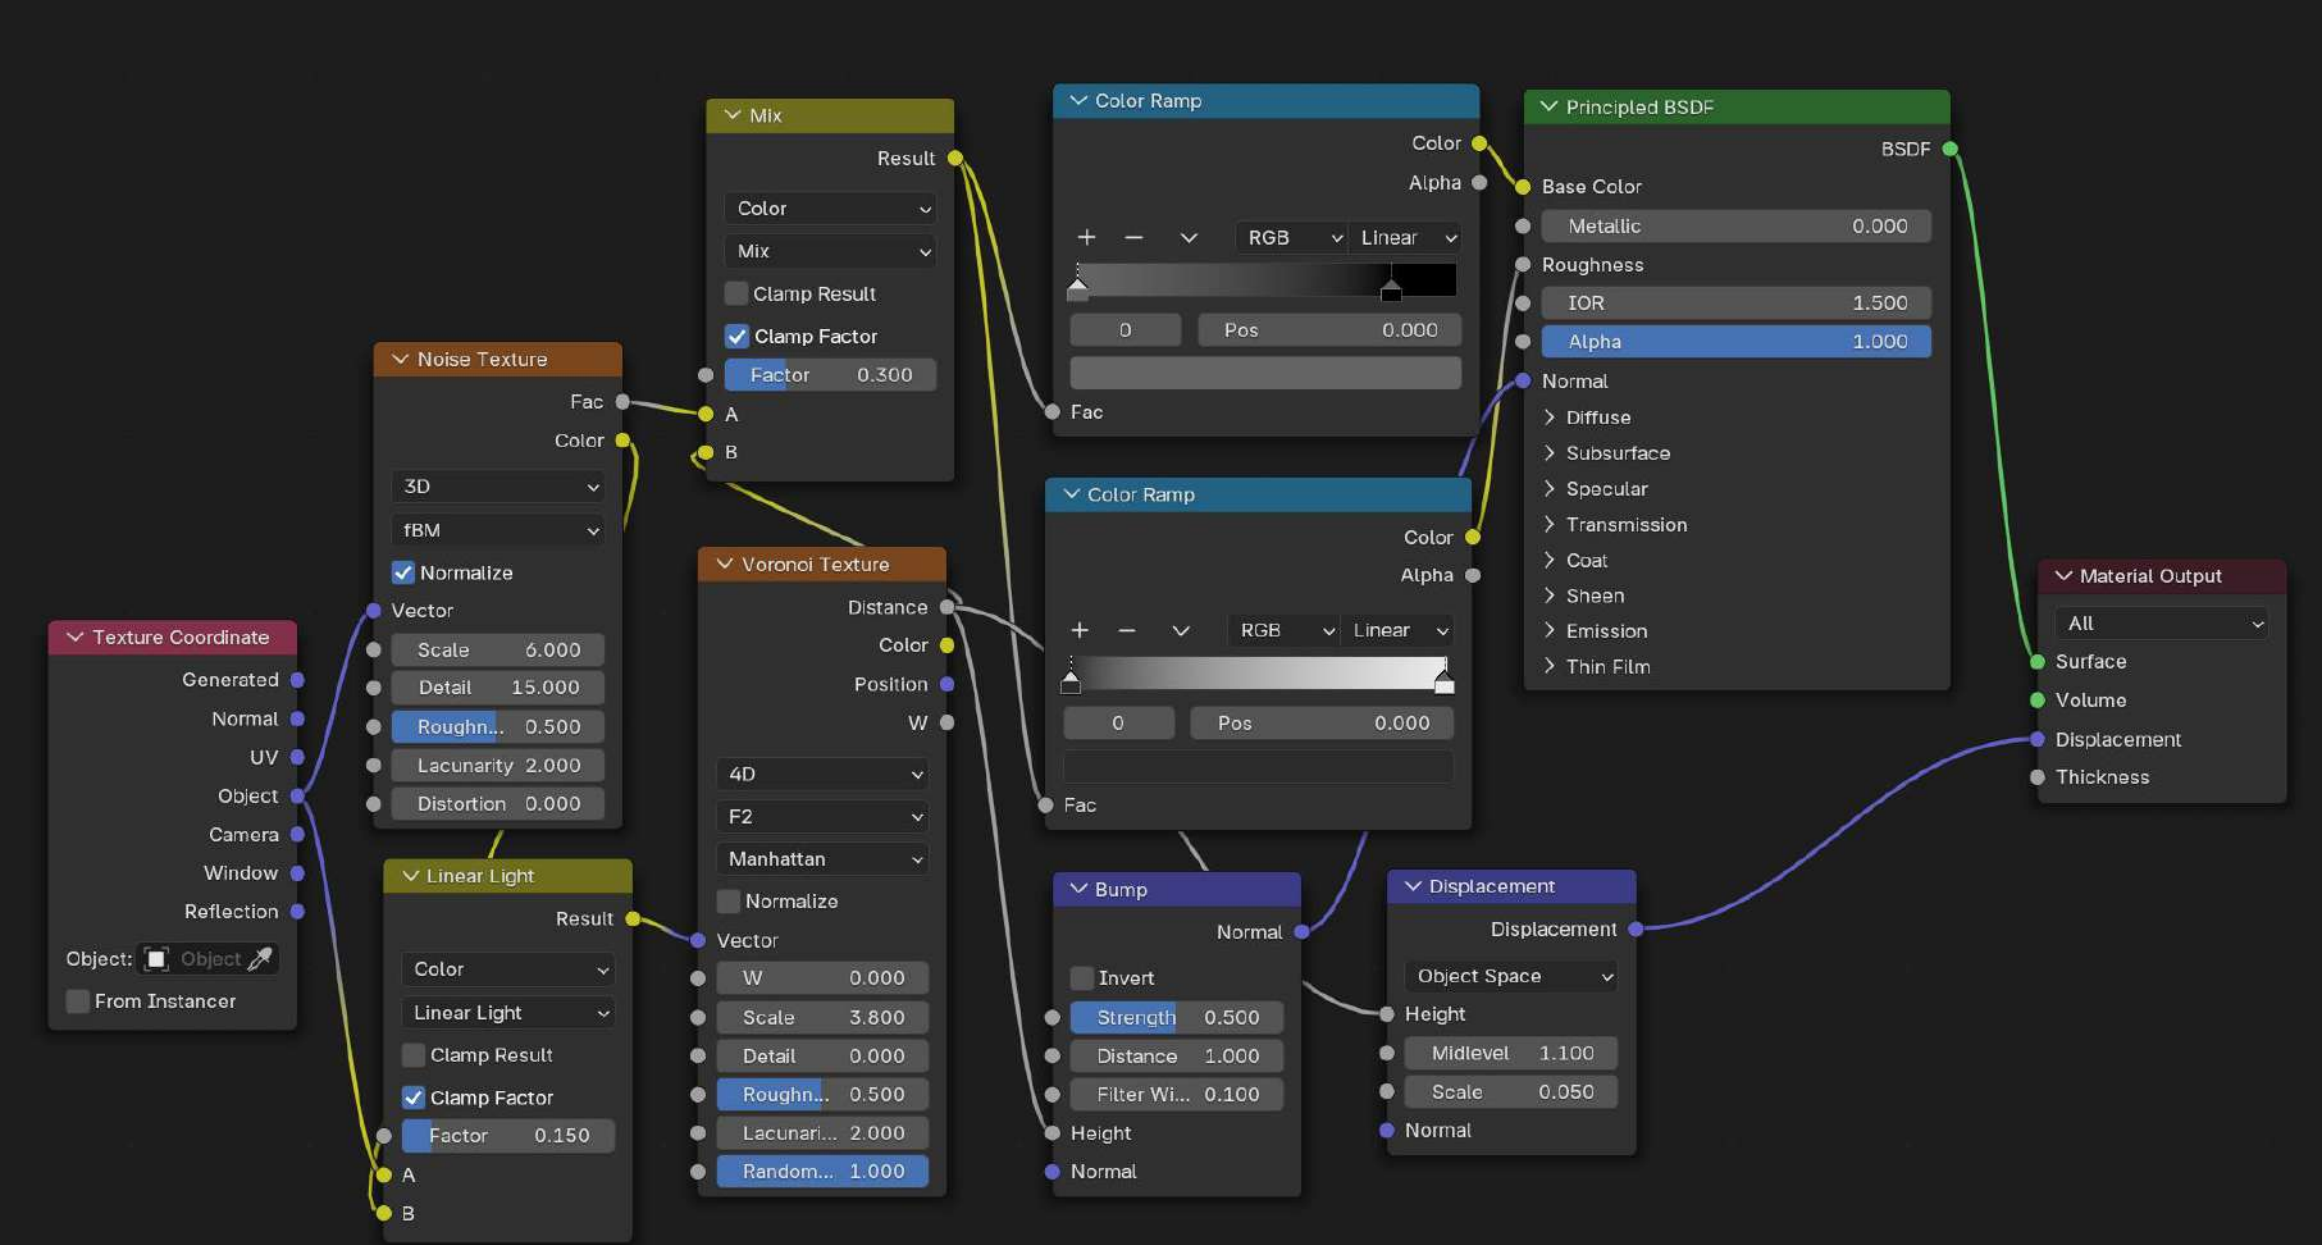 Texture Coordinate
Generated
Normal
UV
Object
Camera
Window
Reflection
Object: Object
From Instancer
Noise Texture
Fac
Color
3D
fBM
Normalize
Vector
Scale 6.000
Detail 15.000
Roughn... 0.500
Lacunarity 2.000
Distortion 0.000
Linear Light
Result
Color
Linear Light
Clamp Result
Clamp Factor
Factor 0.150
A
B
Mix
Result
Color
Mix
Clamp Result
Clamp Factor
Factor 0.300
A
B
Voronoi Texture
Distance
Color
Position
W
4D
F2
Manhattan
Normalize
Vector
W 0.000
Scale 3.800
Detail 0.000
Roughn... 0.500
Lacunari... 2.000
Random... 1.000
Color Ramp
Color
Alpha
+ − RGB Linear
0 Pos 0.000
Fac
Color Ramp
Color
Alpha
+ − RGB Linear
0 Pos 0.000
Fac
Bump
Normal
Invert
Strength 0.500
Distance 1.000
Filter Wi... 0.100
Height
Normal
Displacement
Displacement
Object Space
Height
Midlevel 1.100
Scale 0.050
Normal
Principled BSDF
BSDF
Base Color
Metallic 0.000
Roughness
IOR 1.500
Alpha 1.000
Normal
Diffuse
Subsurface
Specular
Transmission
Coat
Sheen
Emission
Thin Film
Material Output
All
Surface
Volume
Displacement
Thickness